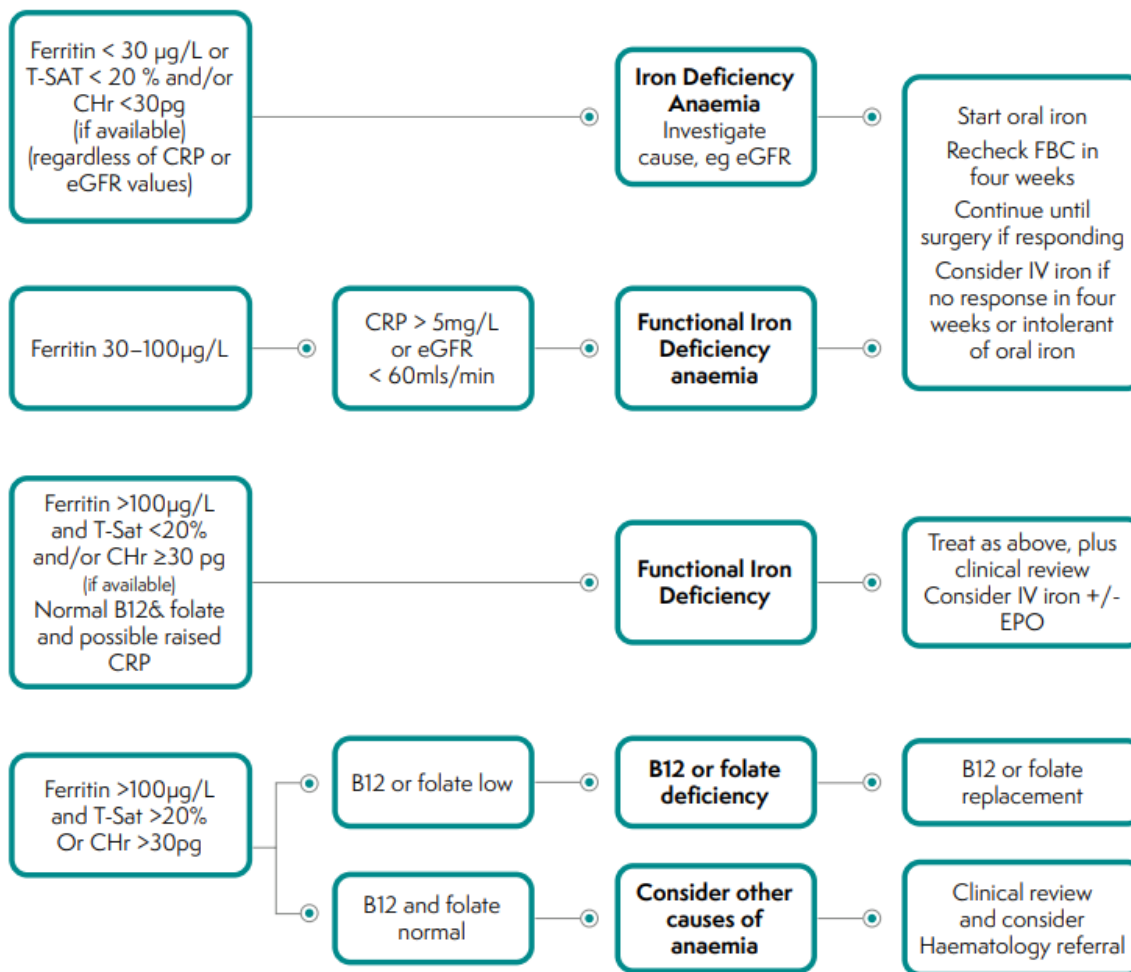 Ferritin < 30 µg/L or
T-SAT < 20 % and/or
CHr <30pg
(if available)
(regardless of CRP or
eGFR values)
Iron Deficiency
Anaemia
Investigate
cause, eg eGFR
Start oral iron
Recheck FBC in
four weeks
Continue until
surgery if responding
Consider IV iron if
no response in four
weeks or intolerant
of oral iron
Ferritin 30–100µg/L
CRP > 5mg/L
or eGFR
< 60mls/min
Functional Iron
Deficiency
anaemia
Ferritin >100µg/L
and T-Sat <20%
and/or CHr ≥30 pg
(if available)
Normal B12& folate
and possible raised
CRP
Functional Iron
Deficiency
Treat as above, plus
clinical review
Consider IV iron +/-
EPO
Ferritin >100µg/L
and T-Sat >20%
Or CHr >30pg
B12 or folate low
B12 or folate
deficiency
B12 or folate
replacement
B12 and folate
normal
Consider other
causes of
anaemia
Clinical review
and consider
Haematology referral